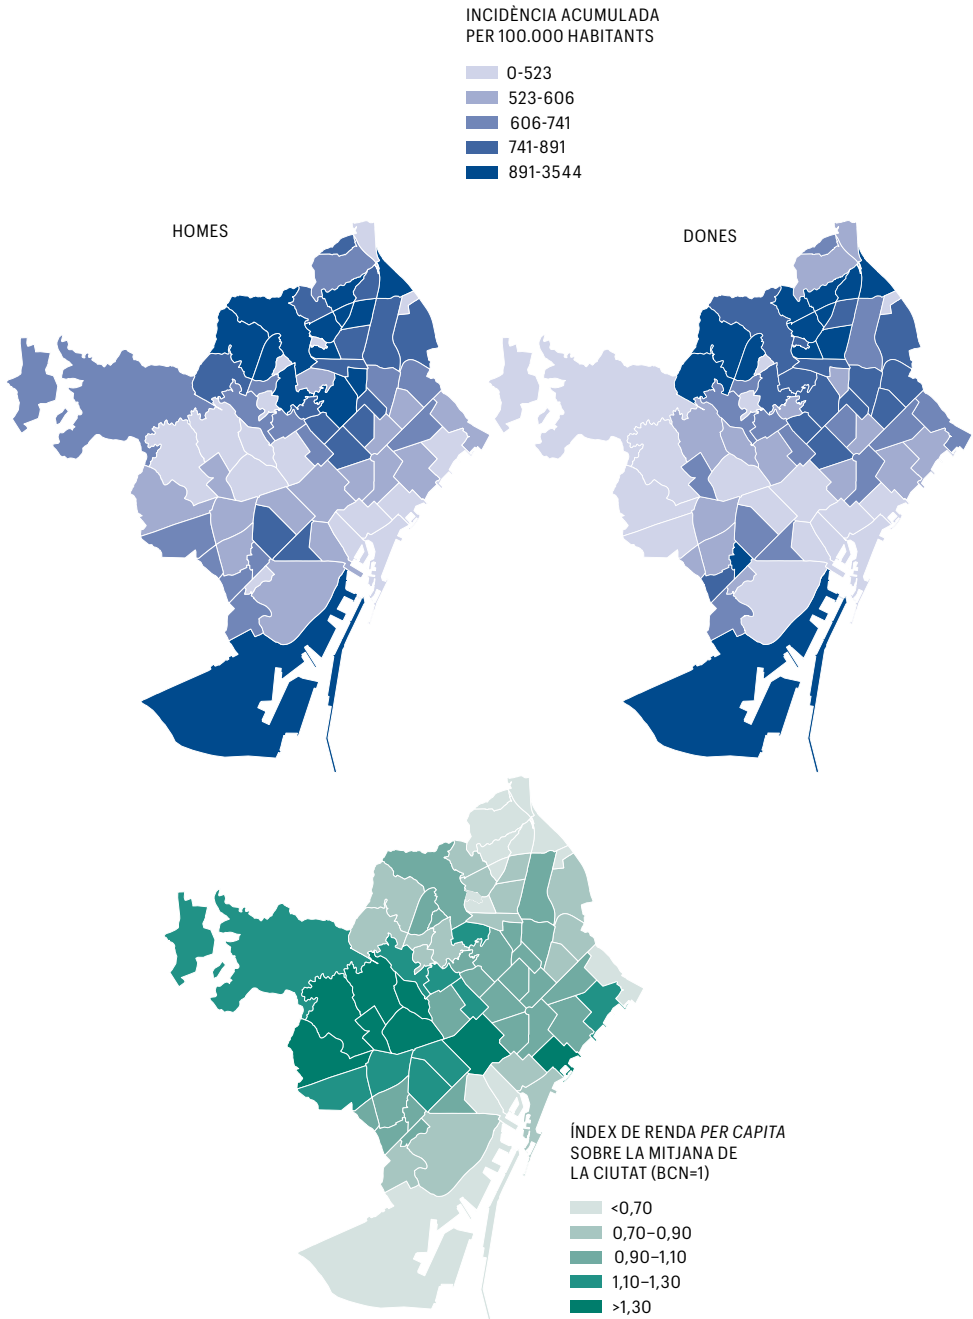 INCIDÈNCIA ACUMULADA
PER 100.000 HABITANTS
0-523
523-606
606-741
741-891
891-3544
HOMES
DONES
ÍNDEX DE RENDA PER CAPITA
SOBRE LA MITJANA DE
LA CIUTAT (BCN=1)
<0,70
0,70–0,90
0,90–1,10
1,10–1,30
>1,30